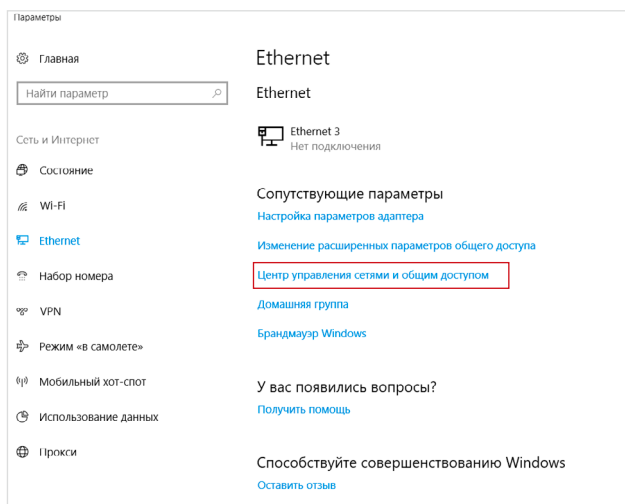 Параметры
Главная
Найти параметр
Сеть и Интернет
Состояние
Wi-Fi
Ethernet
Набор номера
VPN
Режим «в самолете»
Мобильный хот-спот
Использование данных
Прокси
Ethernet
Ethernet
Ethernet 3
Нет подключения
Сопутствующие параметры
Настройка параметров адаптера
Изменение расширенных параметров общего доступа
Центр управления сетями и общим доступом
Домашняя группа
Брандмауэр Windows
У вас появились вопросы?
Получить помощь
Способствуйте совершенствованию Windows
Оставить отзыв